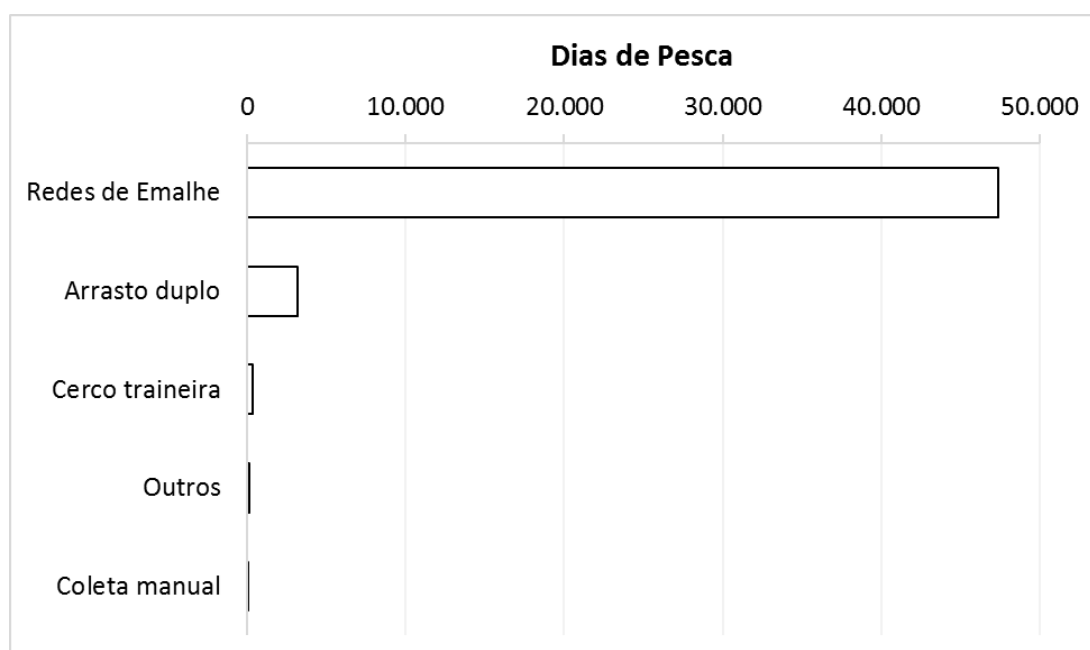 Dias de Pesca
0 10.000 20.000 30.000 40.000 50.000
Redes de Emalhe
Arrasto duplo
Cerco traineira
Outros
Coleta manual